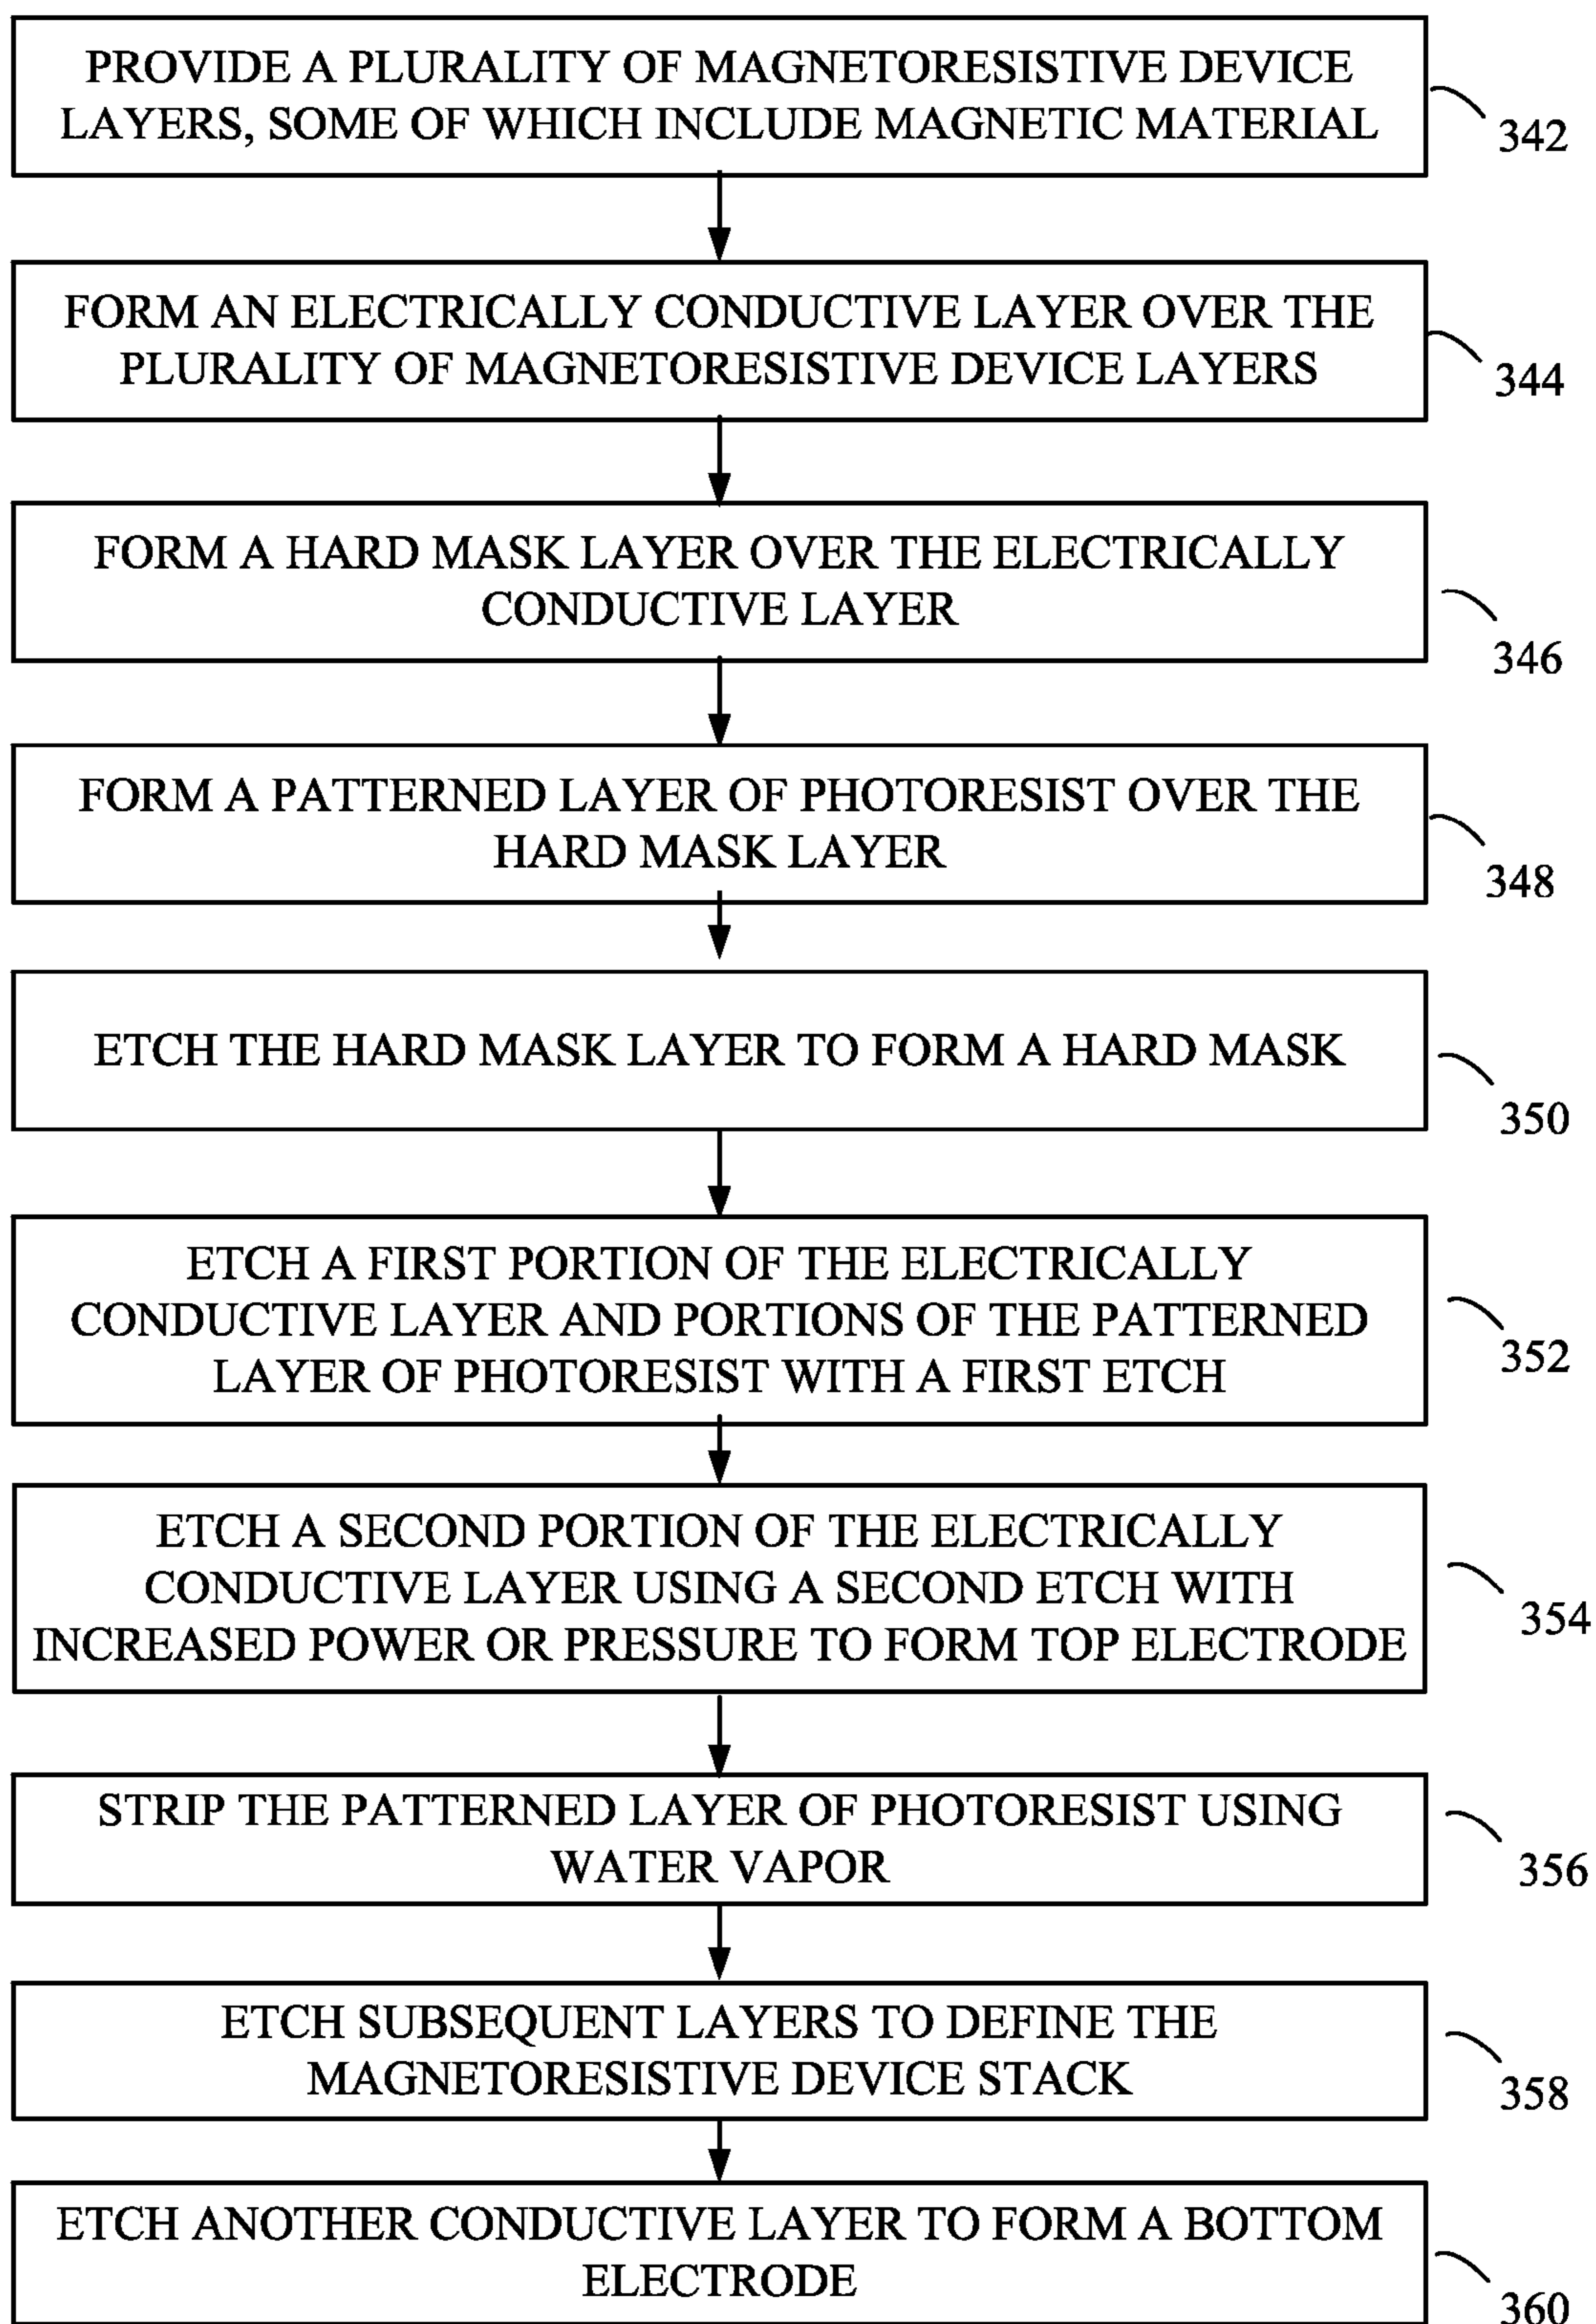 PROVIDE A PLURALITY OF MAGNETORESISTIVE DEVICE
LAYERS, SOME OF WHICH INCLUDE MAGNETIC MATERIAL
342
FORM AN ELECTRICALLY CONDUCTIVE LAYER OVER THE
PLURALITY OF MAGNETORESISTIVE DEVICE LAYERS
344
FORM A HARD MASK LAYER OVER THE ELECTRICALLY
CONDUCTIVE LAYER
346
FORM A PATTERNED LAYER OF PHOTORESIST OVER THE
HARD MASK LAYER
348
ETCH THE HARD MASK LAYER TO FORM A HARD MASK
350
ETCH A FIRST PORTION OF THE ELECTRICALLY
CONDUCTIVE LAYER AND PORTIONS OF THE PATTERNED
LAYER OF PHOTORESIST WITH A FIRST ETCH
352
ETCH A SECOND PORTION OF THE ELECTRICALLY
CONDUCTIVE LAYER USING A SECOND ETCH WITH
INCREASED POWER OR PRESSURE TO FORM TOP ELECTRODE
354
STRIP THE PATTERNED LAYER OF PHOTORESIST USING
WATER VAPOR
356
ETCH SUBSEQUENT LAYERS TO DEFINE THE
MAGNETORESISTIVE DEVICE STACK
358
ETCH ANOTHER CONDUCTIVE LAYER TO FORM A BOTTOM
ELECTRODE
360